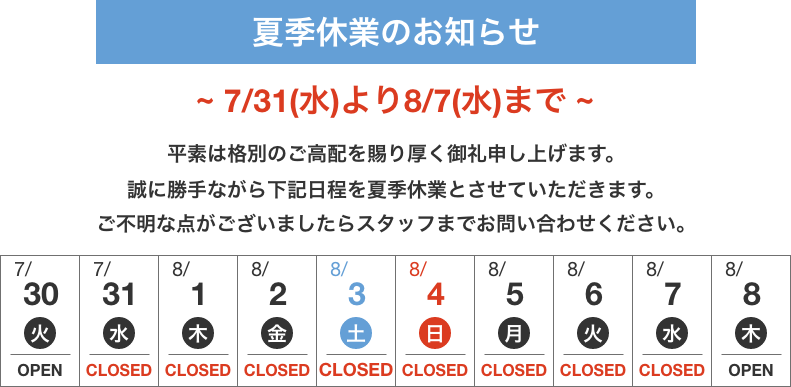 夏季休業のお知らせ
~ 7/31(水)より8/7(水)まで ~
平素は格別のご高配を賜り厚く御礼申し上げます。
誠に勝手ながら下記日程を夏季休業とさせていただきます。
ご不明な点がございましたらスタッフまでお問い合わせください。
7/ 7/ 8/ 8/ 8/ 8/ 8/ 8/ 8/ 8/
30 31 1 2 3 4 5 6 7 8
火 水 木 金 土 日 月 火 水 木
OPEN CLOSED CLOSED CLOSED CLOSED CLOSED CLOSED CLOSED CLOSED OPEN